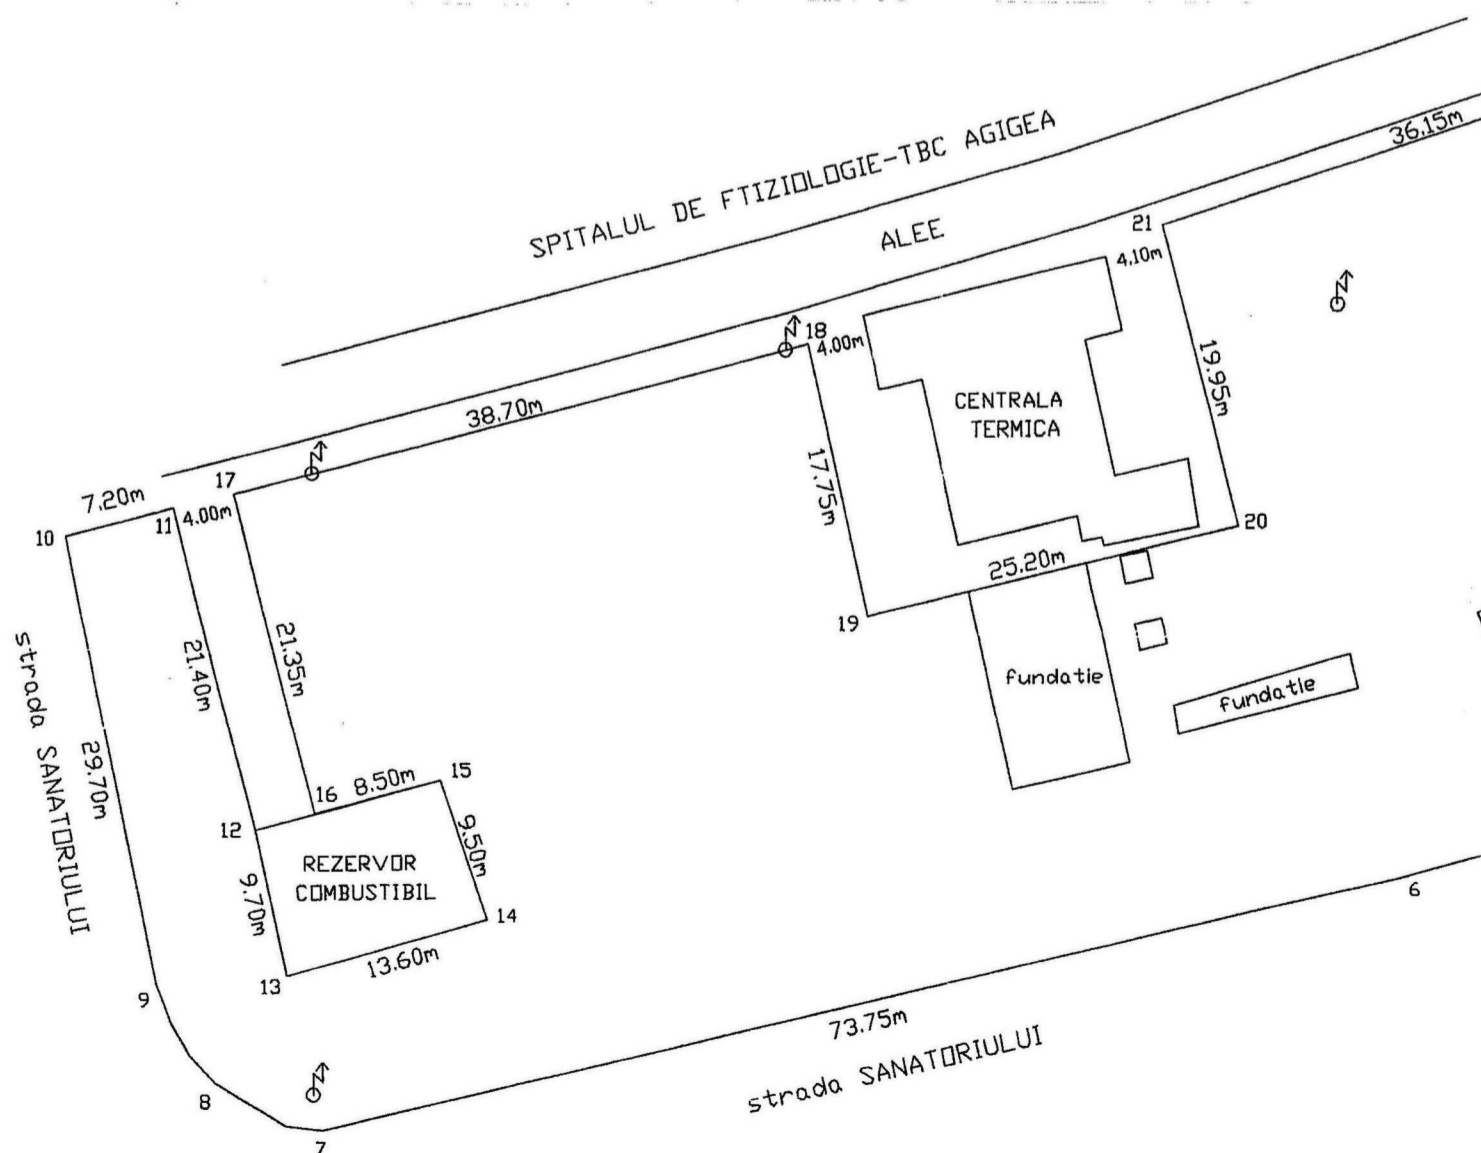 SPITALUL DE FTIZIOLOGIE-TBC AGIGEA
36.15m
ALEE
21
4.10m
18
4.00m
38.70m
19.95m
CENTRALA
TERMICA
17
7.20m
11
4.00m
10
17.75m
20
25.20m
19
21.35m
21.40m
fundatie
fundatie
strada SANATORIULUI
29.70m
16
8.50m
15
12
9.50m
REZERVOR
COMBUSTIBIL
9.70m
14
13.60m
13
6
9
73.75m
strada SANATORIULUI
8
7